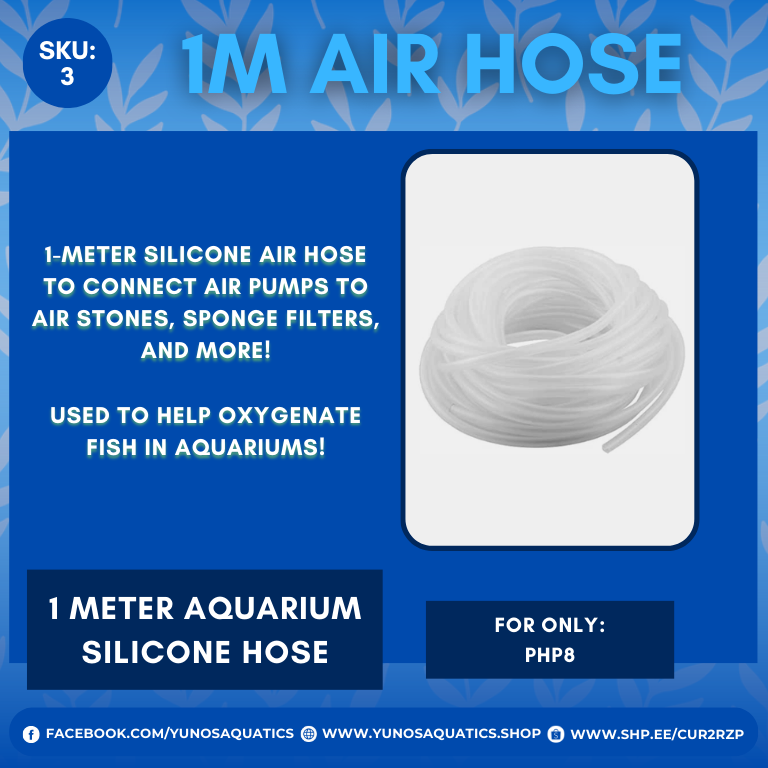 SKU:
3
1M AIR HOSE
1-METER SILICONE AIR HOSE
TO CONNECT AIR PUMPS TO
AIR STONES, SPONGE FILTERS,
AND MORE!
USED TO HELP OXYGENATE
FISH IN AQUARIUMS!
1 METER AQUARIUM
SILICONE HOSE
FOR ONLY:
PHP8
FACEBOOK.COM/YUNOSAQUATICS WWW.YUNOSAQUATICS.SHOP WWW.SHP.EE/CUR2RZP